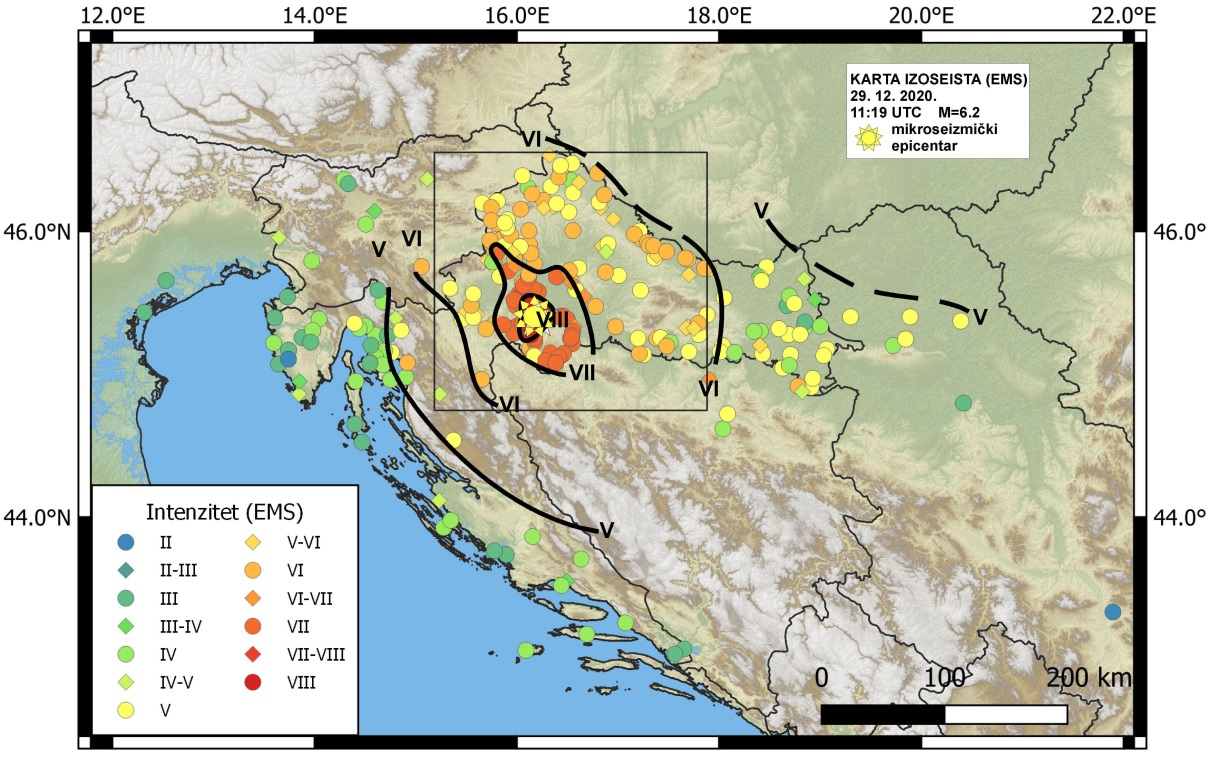 12.0°E 14.0°E 16.0°E 18.0°E 20.0°E 22.0°E
KARTA IZOSEISTA (EMS)
29. 12. 2020.
11:19 UTC M=6.2
mikroseizmički
epicentar
VI
V
46.0°N 46.0°
V VI
VIII
V
VII
VI
VI
44.0°N 44.0°
V
Intenzitet (EMS)
II V-VI
II-III VI
III VI-VII
III-IV VII
IV VII-VIII
IV-V VIII
V
0 100 200 km